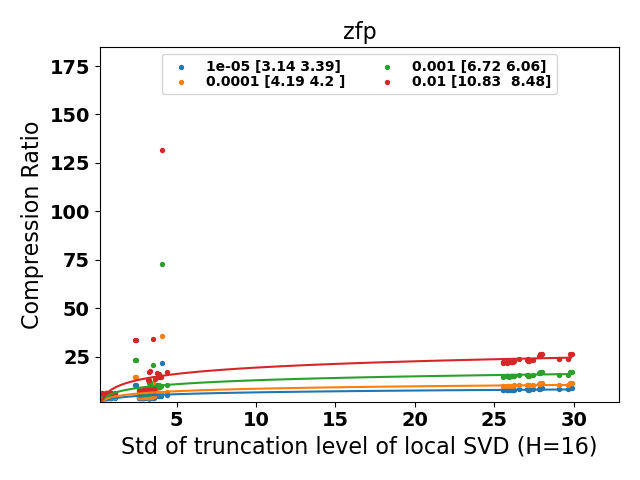 zfp
1e-05 [3.14 3.39]
0.0001 [4.19 4.2 ]
0.001 [6.72 6.06]
0.01 [10.83  8.48]
Compression Ratio
175
150
125
100
75
50
25
5 10 15 20 25 30
Std of truncation level of local SVD (H=16)